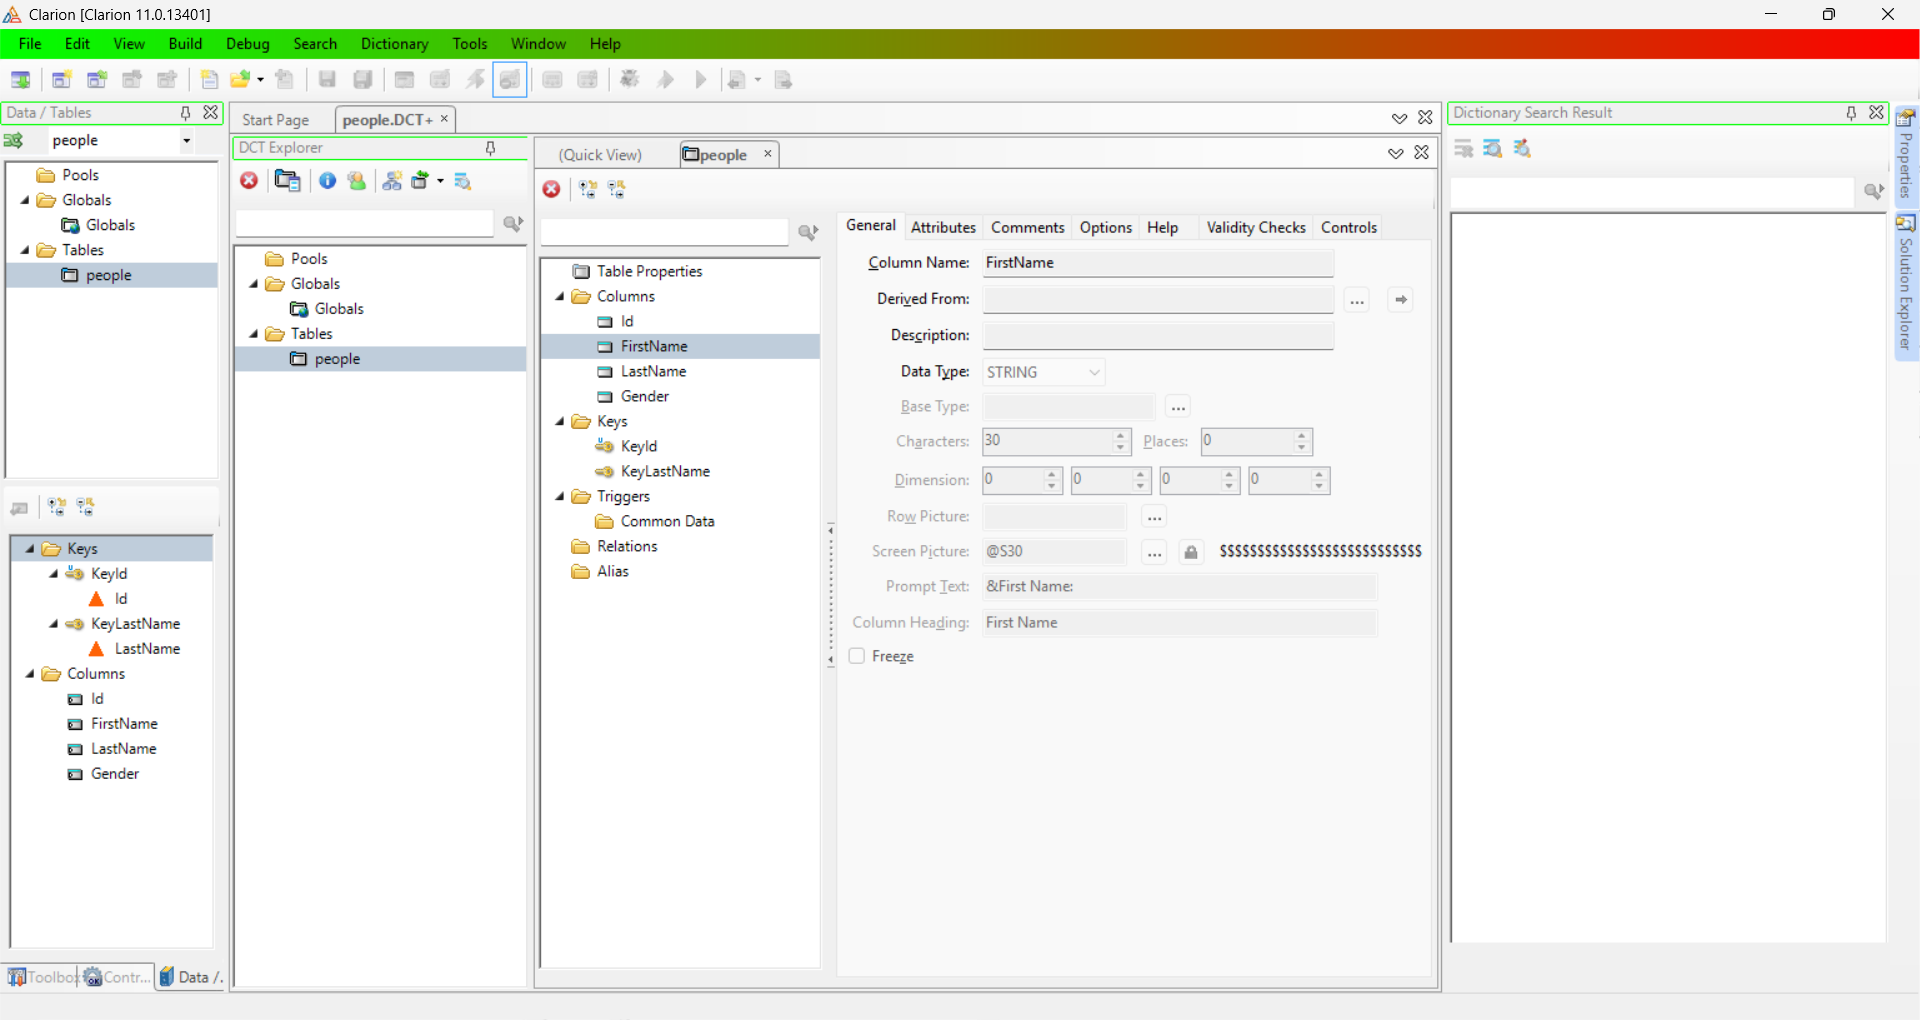 Clarion [Clarion 11.0.13401]
File Edit View Build Debug Search Dictionary Tools Window Help
Data / Tables
people
Pools
Globals
Globals
Tables
people
Keys
KeyId
Id
KeyLastName
LastName
Columns
Id
FirstName
LastName
Gender
Toolbox Contr... Data /.
Start Page people.DCT+
DCT Explorer
Pools
Globals
Globals
Tables
people
(Quick View) people
Table Properties
Columns
Id
FirstName
LastName
Gender
Keys
KeyId
KeyLastName
Triggers
Common Data
Relations
Alias
General Attributes Comments Options Help Validity Checks Controls
Column Name: FirstName
Derived From: ...
Description:
Data Type: STRING
Base Type: ...
Characters: 30 Places: 0
Dimension: 0 0 0 0
Row Picture: ...
Screen Picture: @S30 ... $$$$$$$$$$$$$$$$$$$$$$$$$$$
Prompt Text: &First Name:
Column Heading: First Name
Freeze
Dictionary Search Result
Properties
Solution Explorer